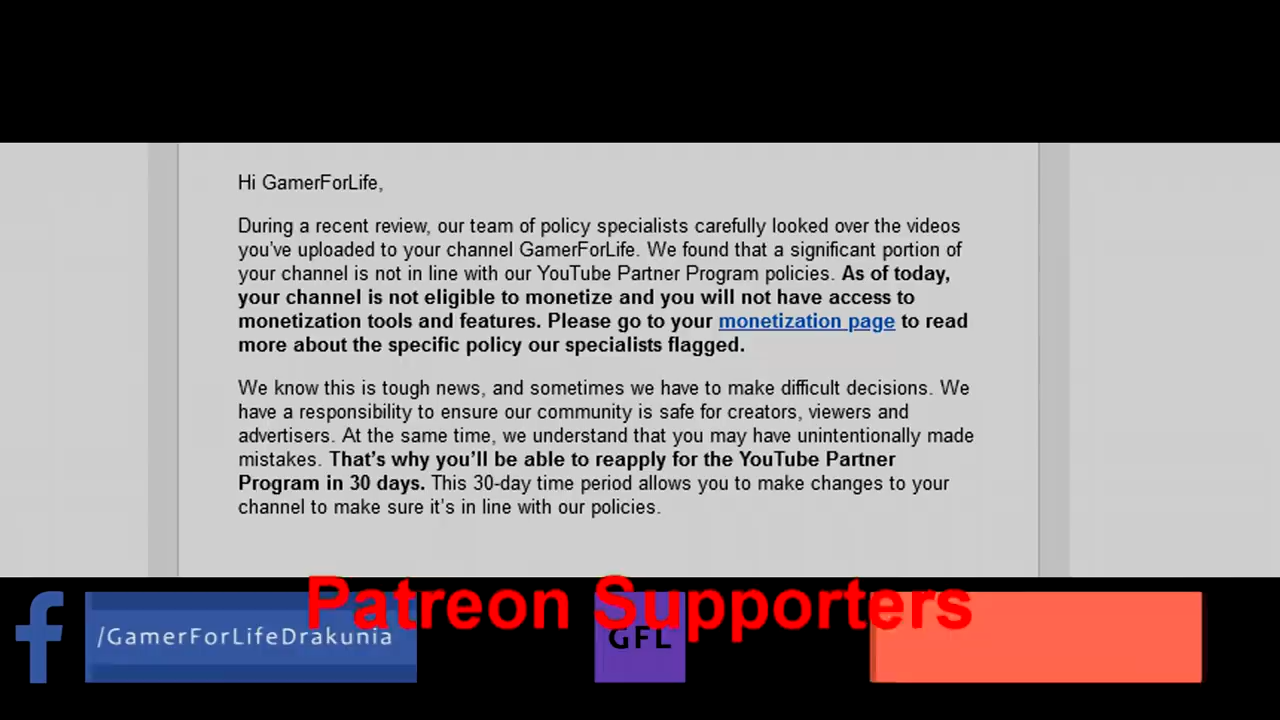 Hi GamerForLife,
During a recent review, our team of policy specialists carefully looked over the videos
you've uploaded to your channel GamerForLife. We found that a significant portion of
your channel is not in line with our YouTube Partner Program policies. As of today,
your channel is not eligible to monetize and you will not have access to
monetization tools and features. Please go to your monetization page to read
more about the specific policy our specialists flagged.
We know this is tough news, and sometimes we have to make difficult decisions. We
have a responsibility to ensure our community is safe for creators, viewers and
advertisers. At the same time, we understand that you may have unintentionally made
mistakes. That's why you'll be able to reapply for the YouTube Partner
Program in 30 days. This 30-day time period allows you to make changes to your
channel to make sure it's in line with our policies.
Patreon Supporters
/GamerForLifeDrakunia
GFL